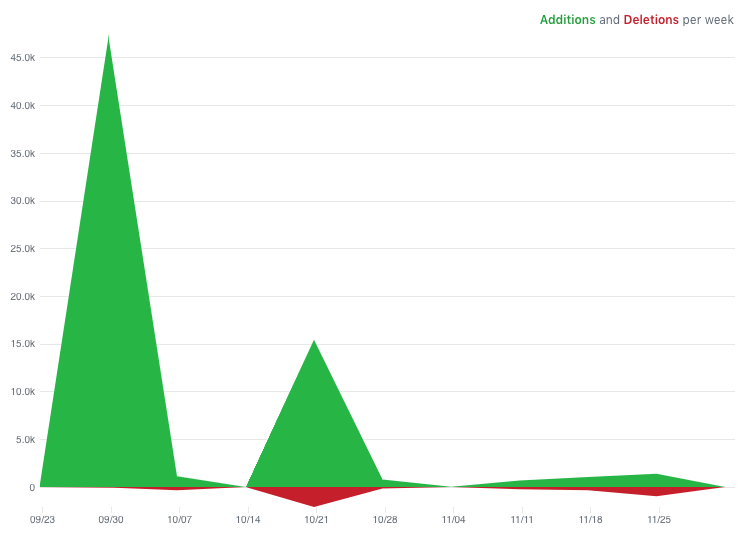 Additions and Deletions per week
45.0k
40.0k
35.0k
30.0k
25.0k
20.0k
15.0k
10.0k
5.0k
0
09/23 09/30 10/07 10/14 10/21 10/28 11/04 11/11 11/18 11/25